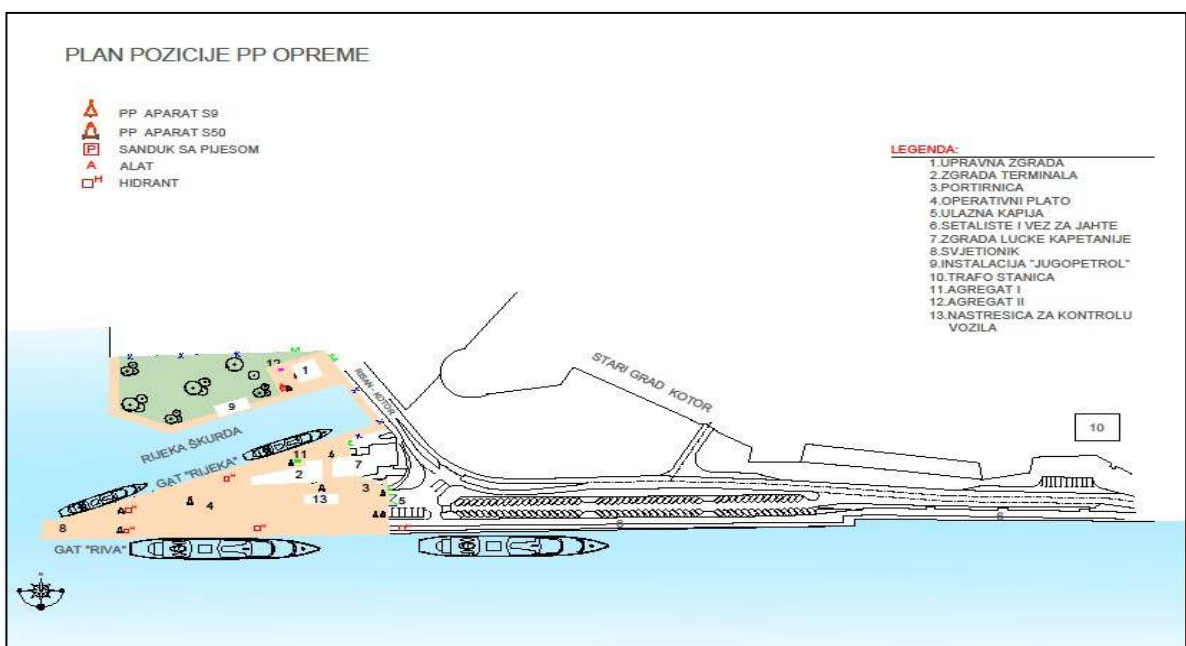 PLAN POZICIJE PP OPREME
PP APARAT S9
PP APARAT S50
P SANDUK SA PIJESOM
A ALAT
H HIDRANT
LEGENDA:
1.UPRAVNA ZGRADA
2.ZGRADA TERMINALA
3.PORTIRNICA
4.OPERATIVNI PLATO
5.ULAZNA KAPIJA
6.SETALISTE I VEZ ZA JAHTE
7.ZGRADA LUCKE KAPETANIJE
8.SVJETIONIK
9.INSTALACIJA "JUGOPETROL"
10.TRAFO STANICA
11.AGREGAT I
12.AGREGAT II
13.NASTRESICA ZA KONTROLU
VOZILA
STARI GRAD KOTOR
RISAN - KOTOR
12
1
9
10
RIJEKA ŠKURDA
GAT "RIJEKA"
11
2
7
13
3
5
4
8
6
6
H
H
H
H
H
GAT "RIVA"